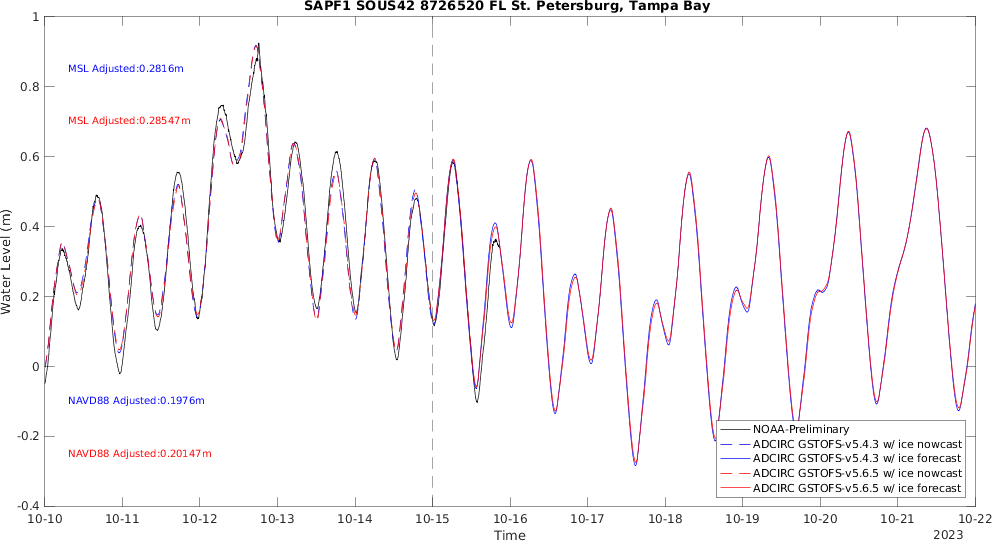 SAPF1 SOUS42 8726520 FL St. Petersburg, Tampa Bay
1
0.8
0.6
0.4
0.2
0
-0.2
-0.4
Water Level (m)
MSL Adjusted:0.2816m
MSL Adjusted:0.28547m
NAVD88 Adjusted:0.1976m
NAVD88 Adjusted:0.20147m
NOAA-Preliminary
ADCIRC GSTOFS-v5.4.3 w/ ice nowcast
ADCIRC GSTOFS-v5.4.3 w/ ice forecast
ADCIRC GSTOFS-v5.6.5 w/ ice nowcast
ADCIRC GSTOFS-v5.6.5 w/ ice forecast
10-10 10-11 10-12 10-13 10-14 10-15 10-16 10-17 10-18 10-19 10-20 10-21 10-22
Time
2023